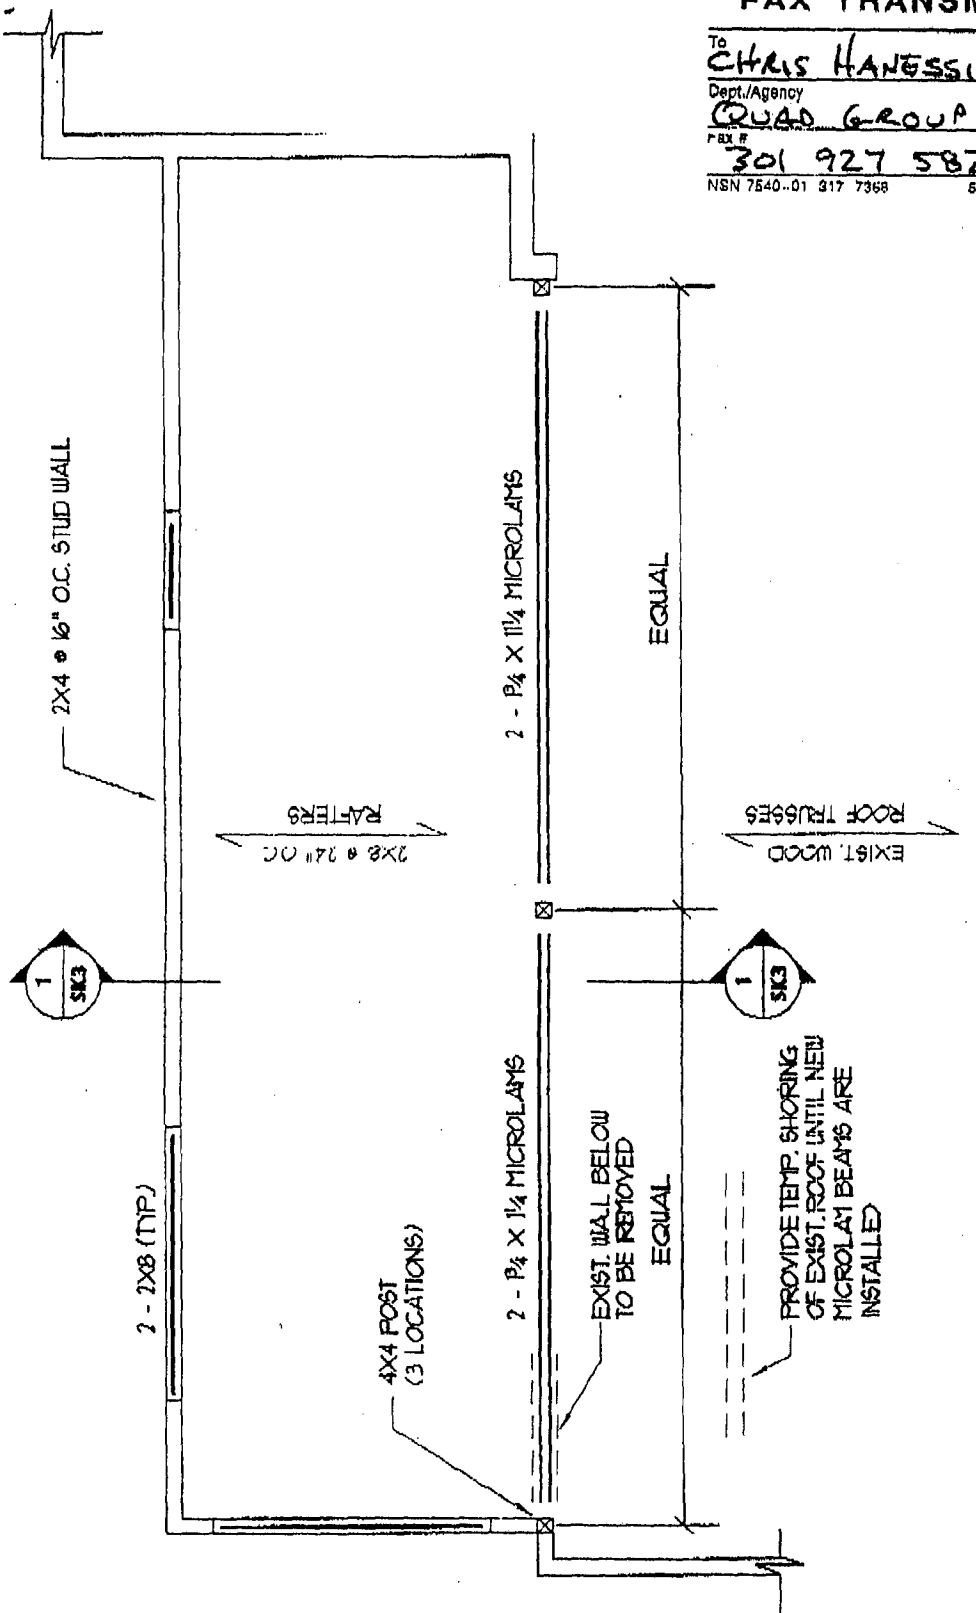 FAX TRANSM
To
CHRIS HANESSI
Dept./Agency
QUAD GROUP
Fax #
301 927 582
NSN 7540-01 317 7368
2X4 @ 16" O.C. STUD WALL
2 - 1¾ X 11¼ MICROLAMS
EQUAL
2X8 @ 24" OC
RAFTERS
EXIST. WOOD
ROOF TRUSSES
1
SK3
1
SK3
2 - 2X8 (TYP.)
4X4 POST
(3 LOCATIONS)
2 - 1¾ X 11¼ MICROLAMS
EXIST. WALL BELOW
TO BE REMOVED
EQUAL
PROVIDE TEMP. SHORING
OF EXIST. ROOF UNTIL NEW
MICROLAM BEAMS ARE
INSTALLED